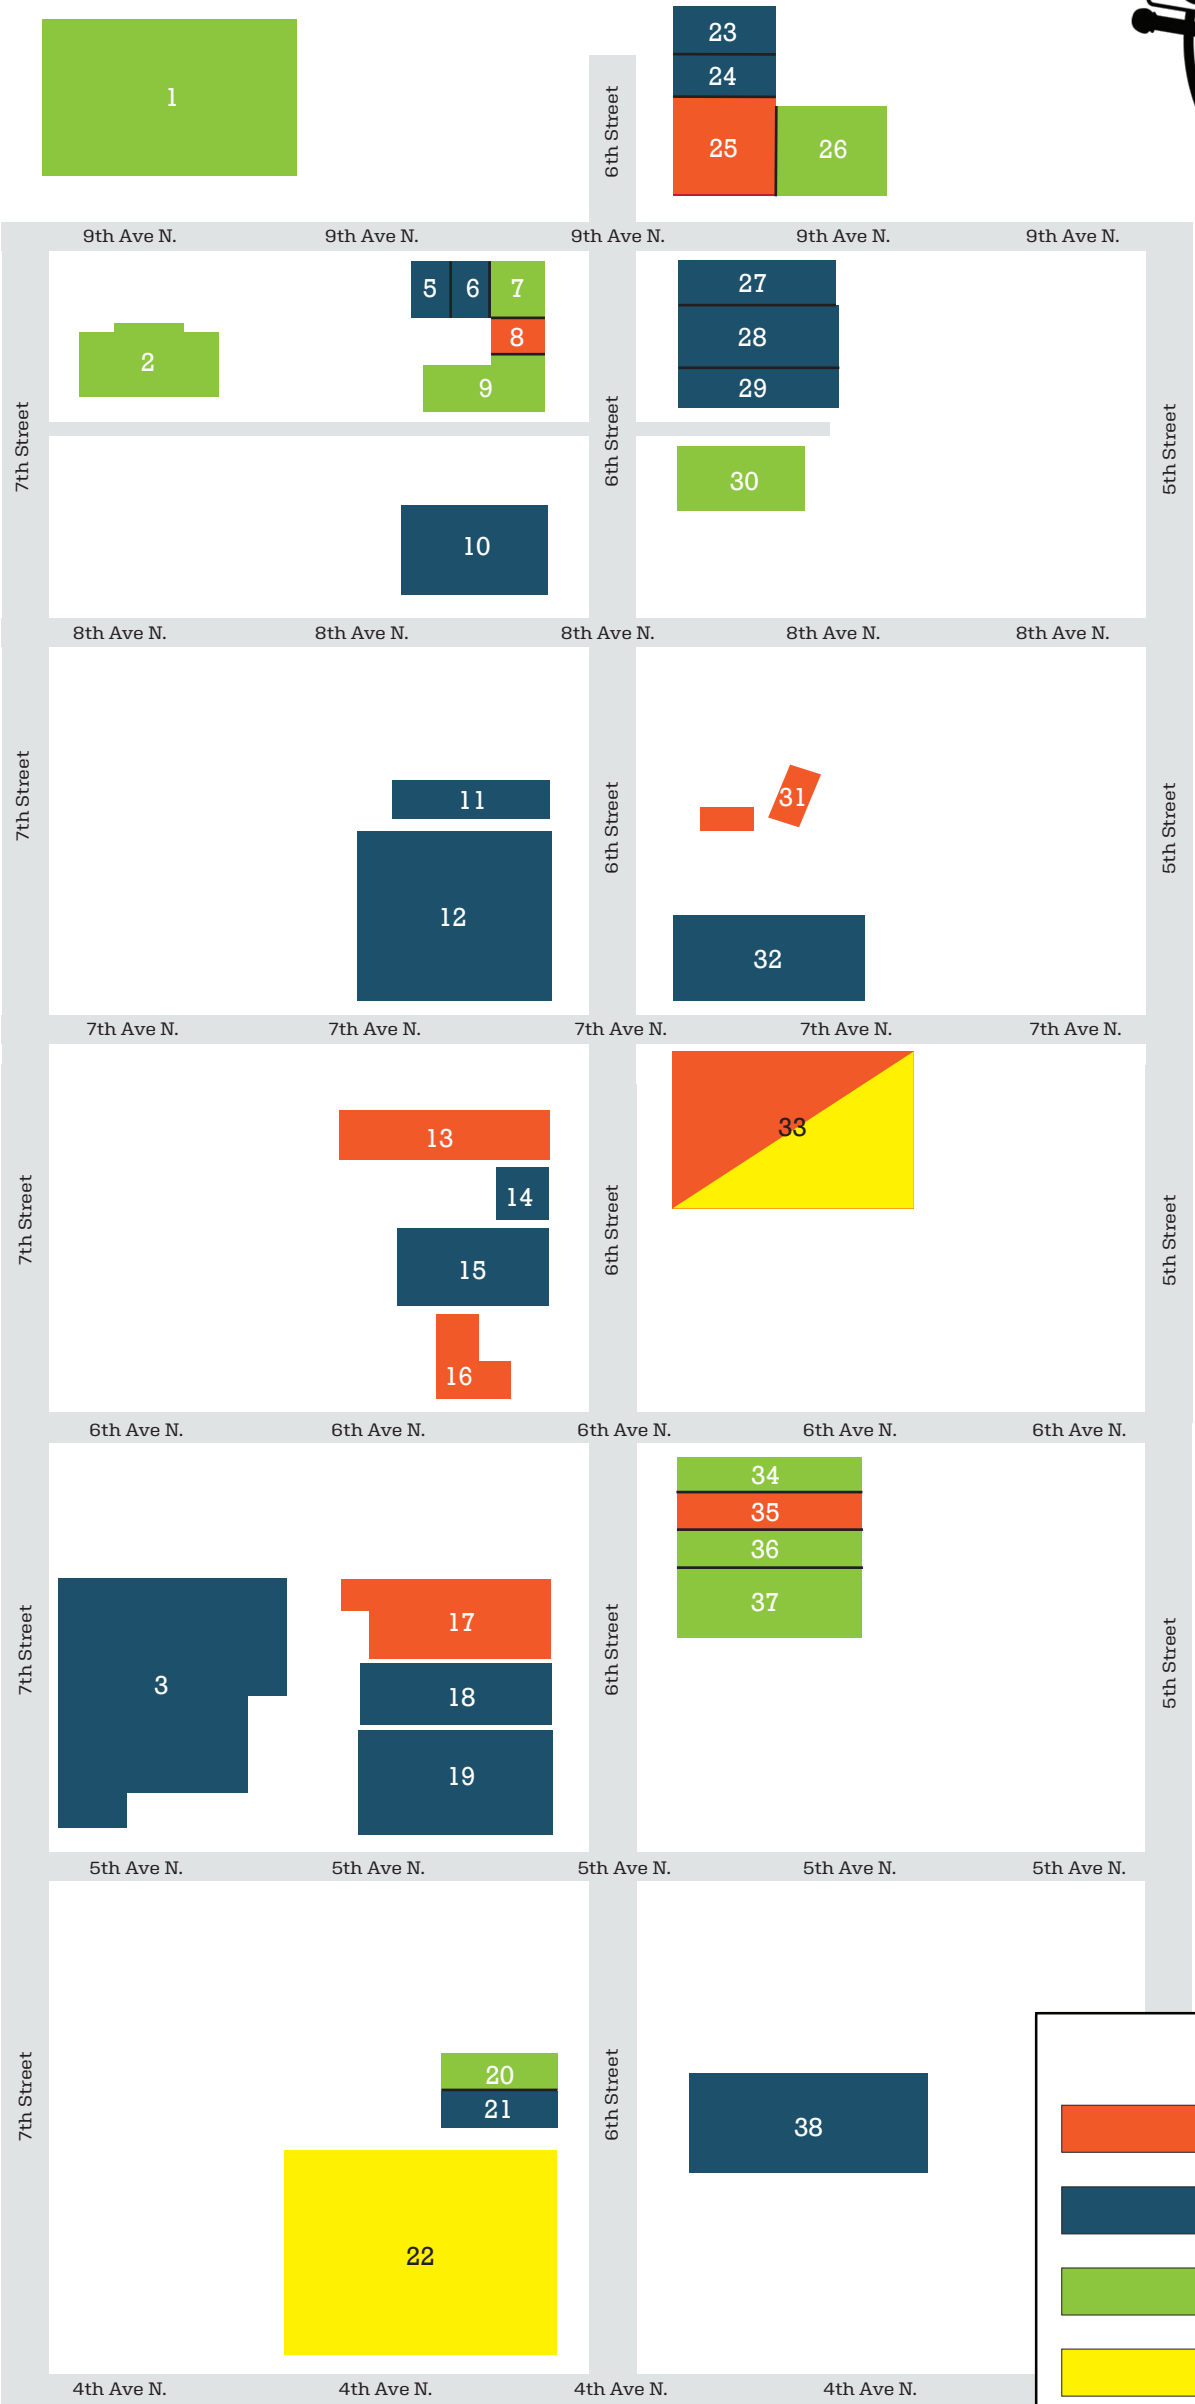 23
24
1
6th Street
25
26
9th Ave N. 9th Ave N. 9th Ave N. 9th Ave N. 9th Ave N.
5 6 7
27
8
28
2
9
29
7th Street
6th Street
5th Street
30
10
8th Ave N. 8th Ave N. 8th Ave N. 8th Ave N. 8th Ave N.
7th Street
11
31
6th Street
5th Street
12
32
7th Ave N. 7th Ave N. 7th Ave N. 7th Ave N. 7th Ave N.
13
33
14
7th Street
6th Street
5th Street
15
16
6th Ave N. 6th Ave N. 6th Ave N. 6th Ave N. 6th Ave N.
34
35
36
37
17
7th Street
3
18
6th Street
5th Street
19
5th Ave N. 5th Ave N. 5th Ave N. 5th Ave N. 5th Ave N.
20
21
7th Street
6th Street
38
22
4th Ave N. 4th Ave N. 4th Ave N. 4th Ave N.